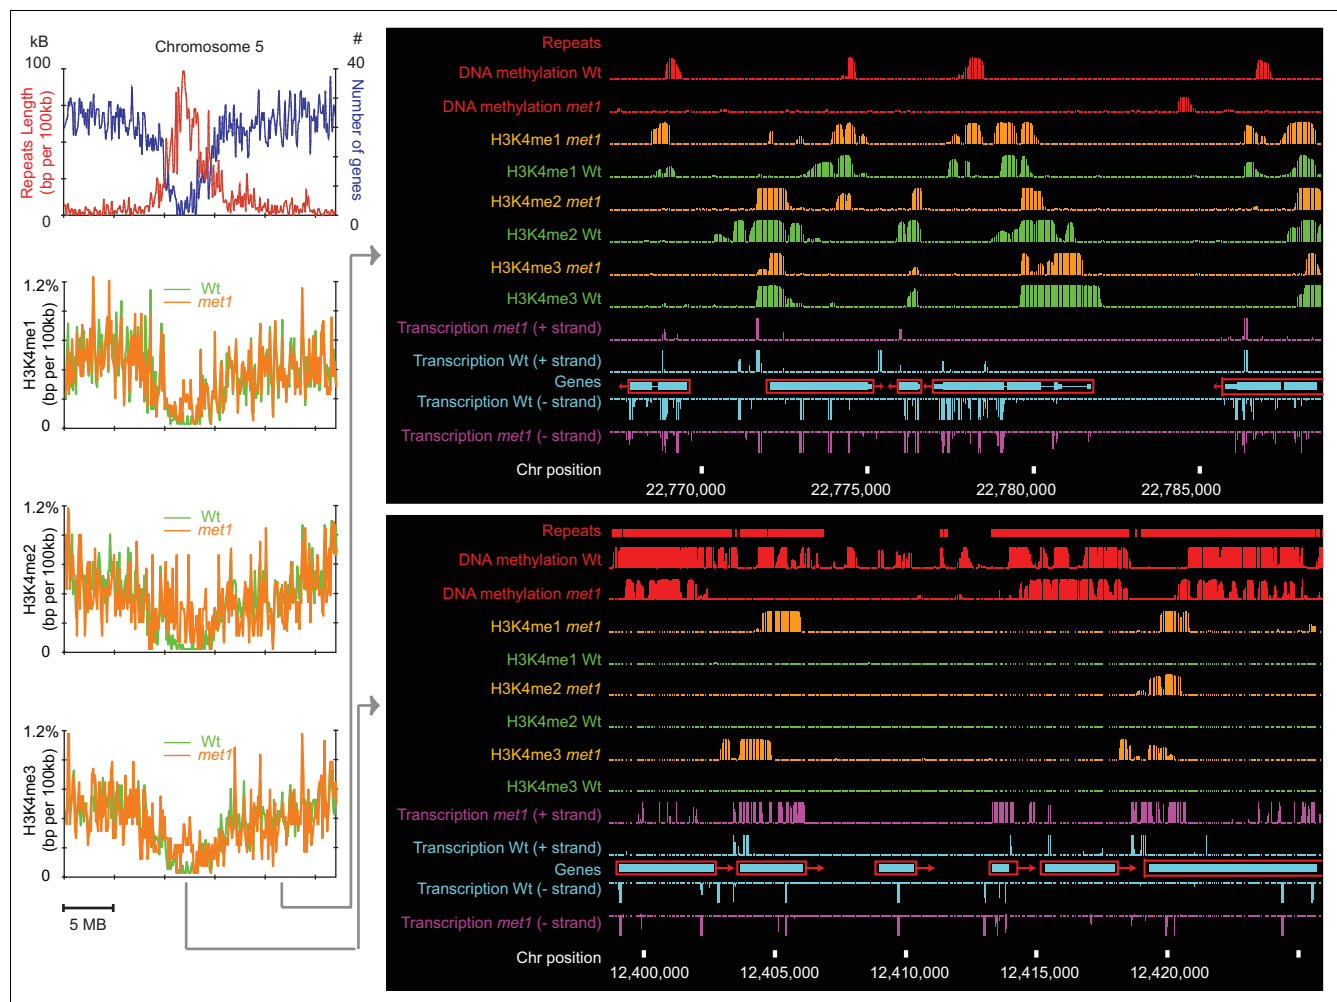 kB
Chromosome 5
#
100
40
Repeats Length
(bp per 100kb)
Number of genes
0
0
1.2%
Wt
met1
H3K4me1
(bp per 100kb)
0
1.2%
Wt
met1
H3K4me2
(bp per 100kb)
0
1.2%
Wt
met1
H3K4me3
(bp per 100kb)
0
5 MB
Repeats
DNA methylation Wt
DNA methylation met1
H3K4me1 met1
H3K4me1 Wt
H3K4me2 met1
H3K4me2 Wt
H3K4me3 met1
H3K4me3 Wt
Transcription met1 (+ strand)
Transcription Wt (+ strand)
Genes
Transcription Wt (- strand)
Transcription met1 (- strand)
Chr position
22,770,000 22,775,000 22,780,000 22,785,000
Repeats
DNA methylation Wt
DNA methylation met1
H3K4me1 met1
H3K4me1 Wt
H3K4me2 met1
H3K4me2 Wt
H3K4me3 met1
H3K4me3 Wt
Transcription met1 (+ strand)
Transcription Wt (+ strand)
Genes
Transcription Wt (- strand)
Transcription met1 (- strand)
Chr position
12,400,000 12,405,000 12,410,000 12,415,000 12,420,000